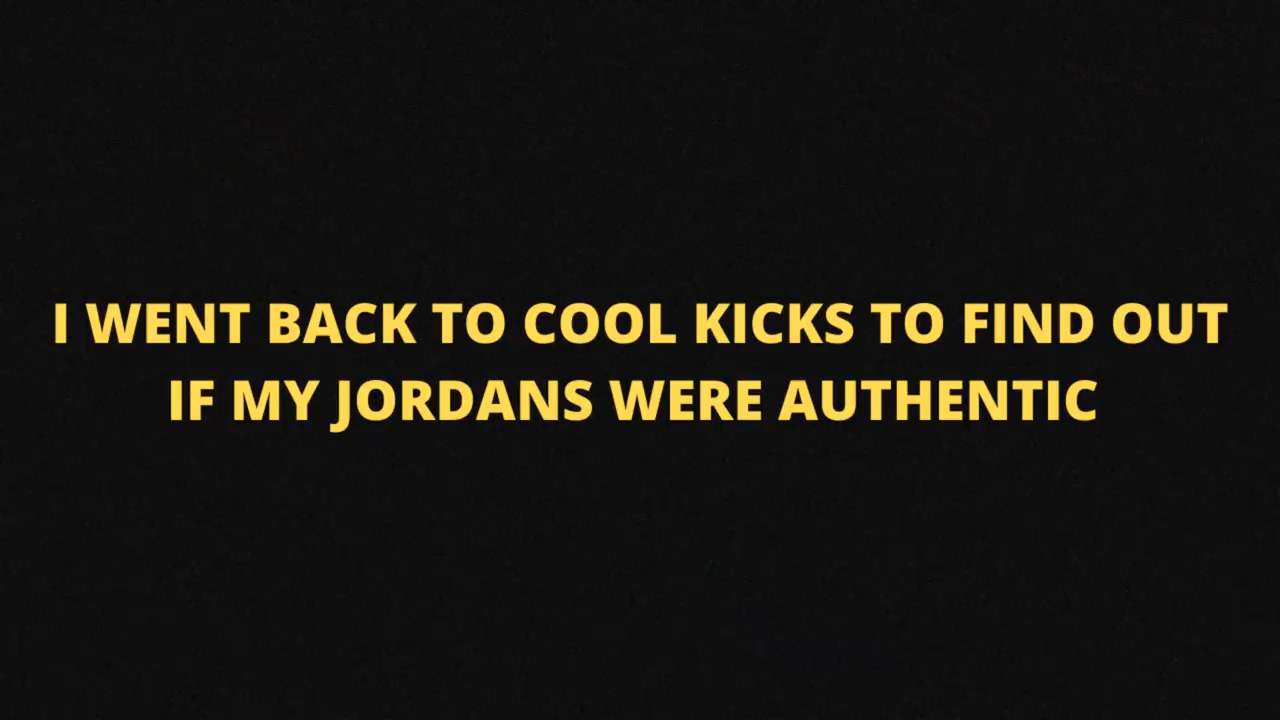 I WENT BACK TO COOL KICKS TO FIND OUT
IF MY JORDANS WERE AUTHENTIC